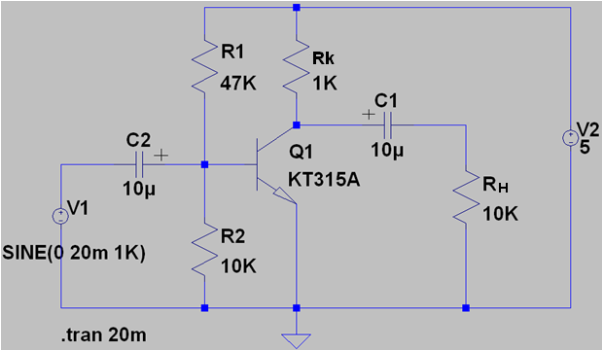 R1
47K
Rk
1K
C1
10µ
V2
5
C2
10µ
Q1
KT315A
RH
10K
V1
SINE(0 20m 1K)
R2
10K
.tran 20m